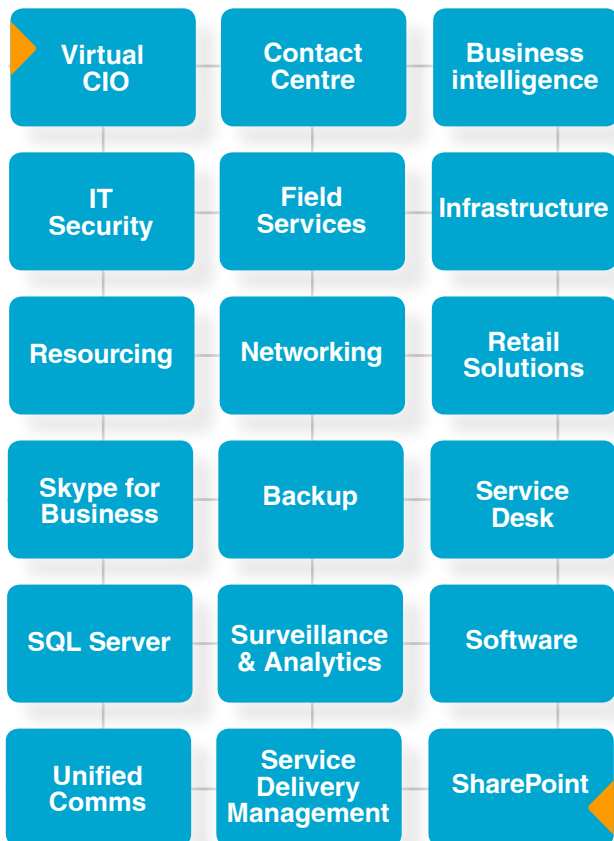 Virtual
CIO
Contact
Centre
Business
intelligence
IT
Security
Field
Services
Infrastructure
Resourcing
Networking
Retail
Solutions
Skype for
Business
Backup
Service
Desk
SQL Server
Surveillance
& Analytics
Software
Unified
Comms
Service
Delivery
Management
SharePoint